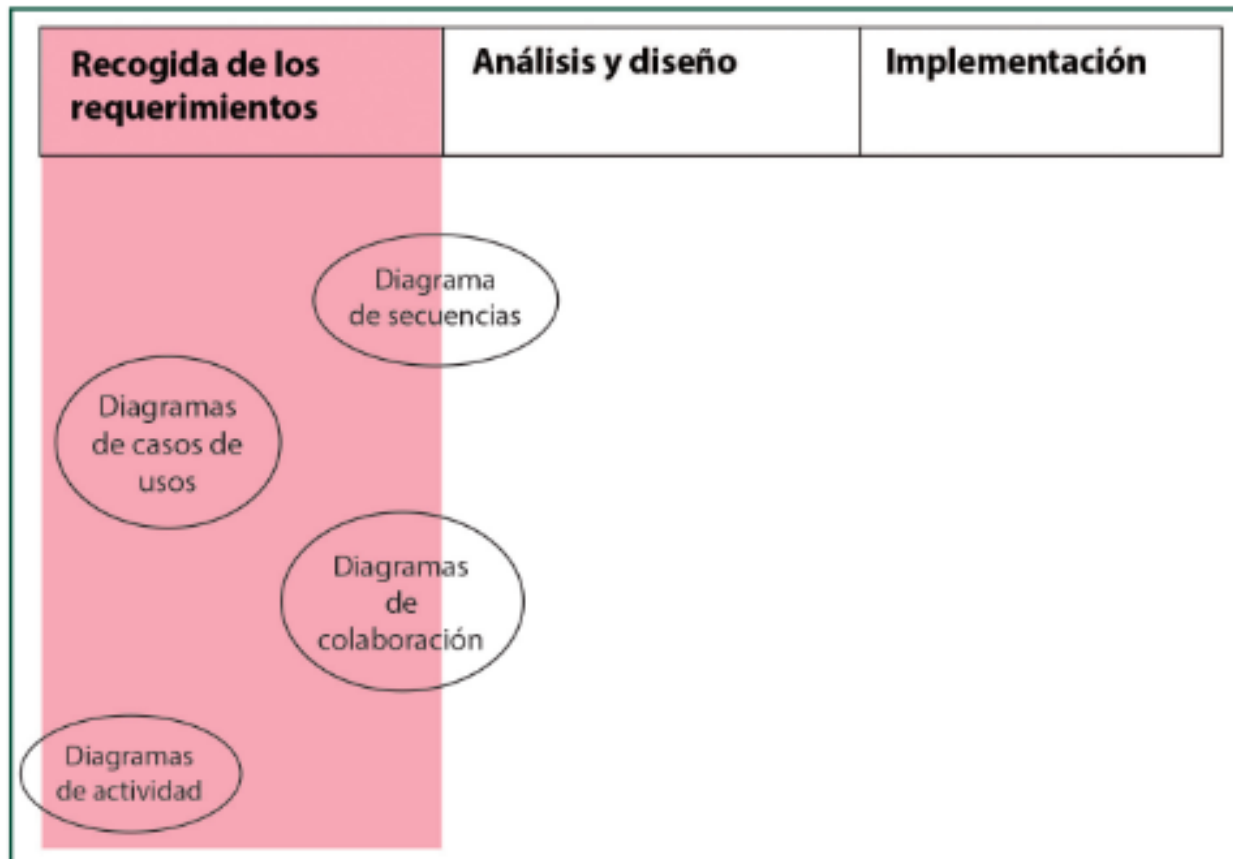 Recogida de los
requerimientos
Análisis y diseño
Implementación
Diagrama
de secuencias
Diagramas
de casos de
usos
Diagramas
de
colaboración
Diagramas
de actividad